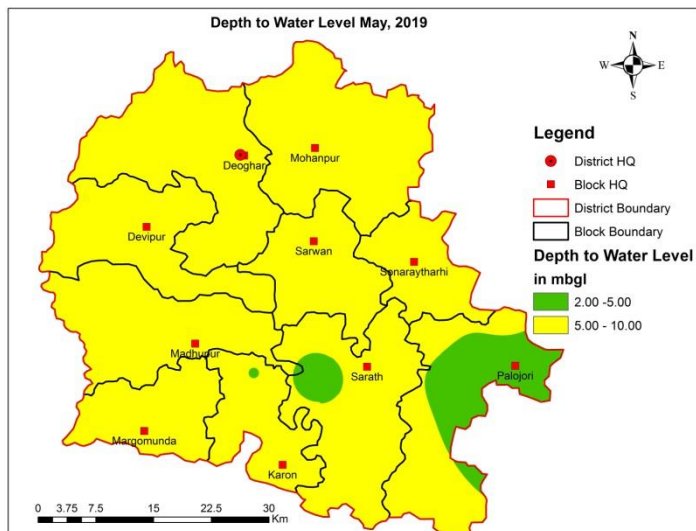 Depth to Water Level May, 2019
N
W E
S
Legend
District HQ
Block HQ
District Boundary
Block Boundary
Depth to Water Level
in mbgl
2.00 -5.00
5.00 - 10.00
Deoghar
Mohanpur
Devipur
Sarwan
Sonaraytharhi
Madhupur
Sarath
Palojori
Margomunda
Karon
0 3.75 7.5 15 22.5 30
Km